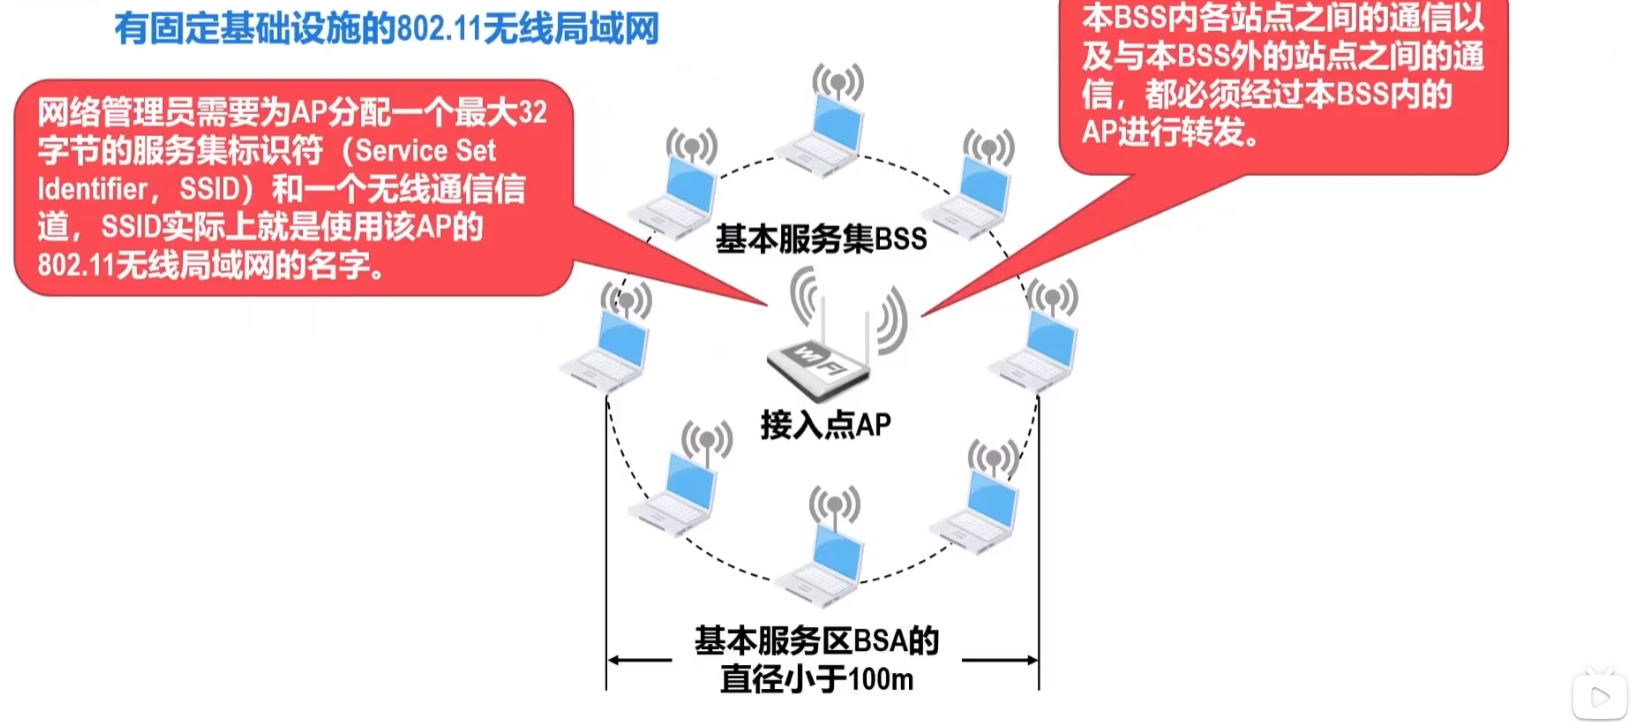 有固定基础设施的802.11无线局域网
网络管理员需要为AP分配一个最大32
字节的服务集标识符（Service Set
Identifier，SSID）和一个无线通信信
道，SSID实际上就是使用该AP的
802.11无线局域网的名字。
本BSS内各站点之间的通信以
及与本BSS外的站点之间的通
信，都必须经过本BSS内的
AP进行转发。
基本服务集BSS
WiFi
接入点AP
基本服务区BSA的
直径小于100m